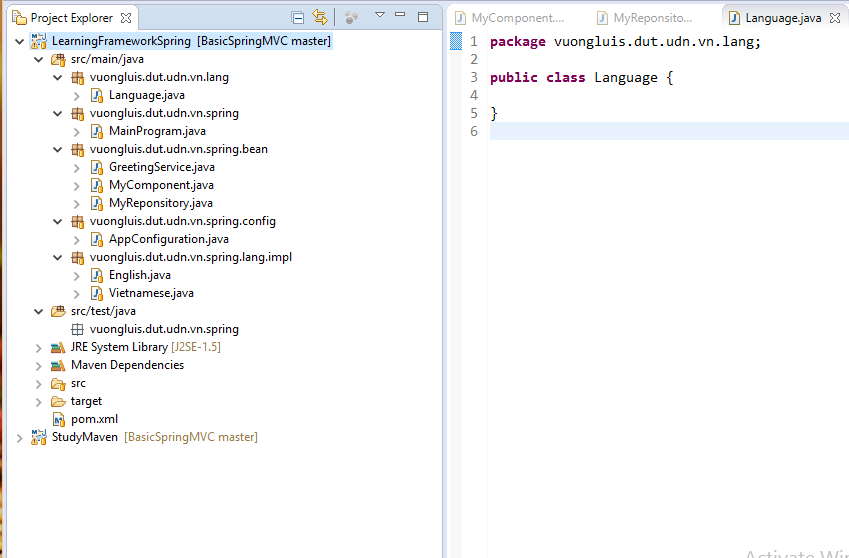 Project Explorer
LearningFrameworkSpring [BasicSpringMVC master]
src/main/java
vuongluis.dut.udn.vn.lang
Language.java
vuongluis.dut.udn.vn.spring
MainProgram.java
vuongluis.dut.udn.vn.spring.bean
GreetingService.java
MyComponent.java
MyReponsitory.java
vuongluis.dut.udn.vn.spring.config
AppConfiguration.java
vuongluis.dut.udn.vn.spring.lang.impl
English.java
Vietnamese.java
src/test/java
vuongluis.dut.udn.vn.spring
JRE System Library [J2SE-1.5]
Maven Dependencies
src
target
pom.xml
StudyMaven [BasicSpringMVC master]
MyComponent.... MyReponsito... Language.java
1 package vuongluis.dut.udn.vn.lang;
2
3 public class Language {
4
5 }
6
Activate Win